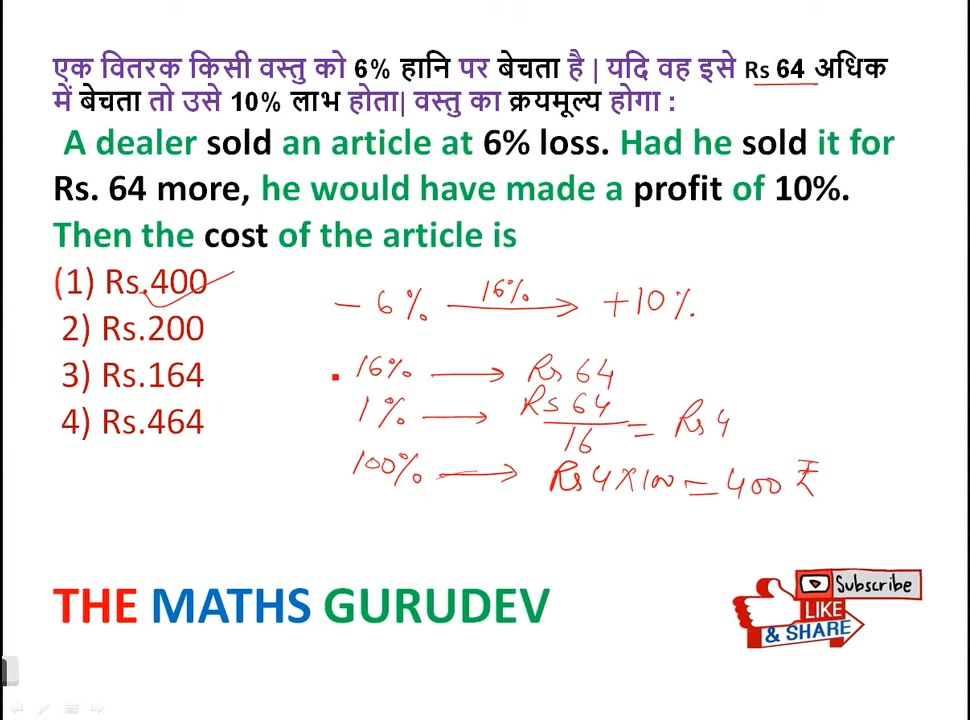 एक वितरक किसी वस्तु को 6% हानि पर बेचता है | यदि वह इसे Rs 64 अधिक
में बेचता तो उसे 10% लाभ होता| वस्तु का क्रयमूल्य होगा :
A dealer sold an article at 6% loss. Had he sold it for
Rs. 64 more, he would have made a profit of 10%.
Then the cost of the article is
(1) Rs.400
2) Rs.200
3) Rs.164
4) Rs.464
- 6% 16% +10%
16% → Rs 64
1% → Rs 64/16 = Rs 4
100% → Rs 4×100 = 400 ₹
THE MATHS GURUDEV
Subscribe
LIKE
& SHARE